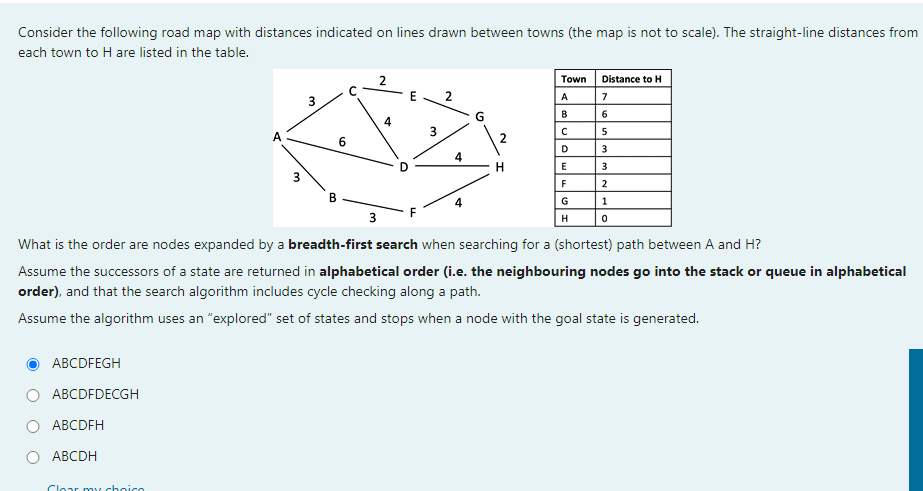 Consider the following road map with distances indicated on lines drawn between towns (the map is not to scale). The straight-line distances from
each town to H are listed in the table.
2
C
E
2
3
G
4
3
A
6
2
D
4
H
3
B
4
F
3
Town Distance to H
A 7
B 6
C 5
D 3
E 3
F 2
G 1
H 0
What is the order are nodes expanded by a breadth-first search when searching for a (shortest) path between A and H?
Assume the successors of a state are returned in alphabetical order (i.e. the neighbouring nodes go into the stack or queue in alphabetical
order), and that the search algorithm includes cycle checking along a path.
Assume the algorithm uses an "explored" set of states and stops when a node with the goal state is generated.
ABCDFEGH
ABCDFDECGH
ABCDFH
ABCDH
Clear my choice